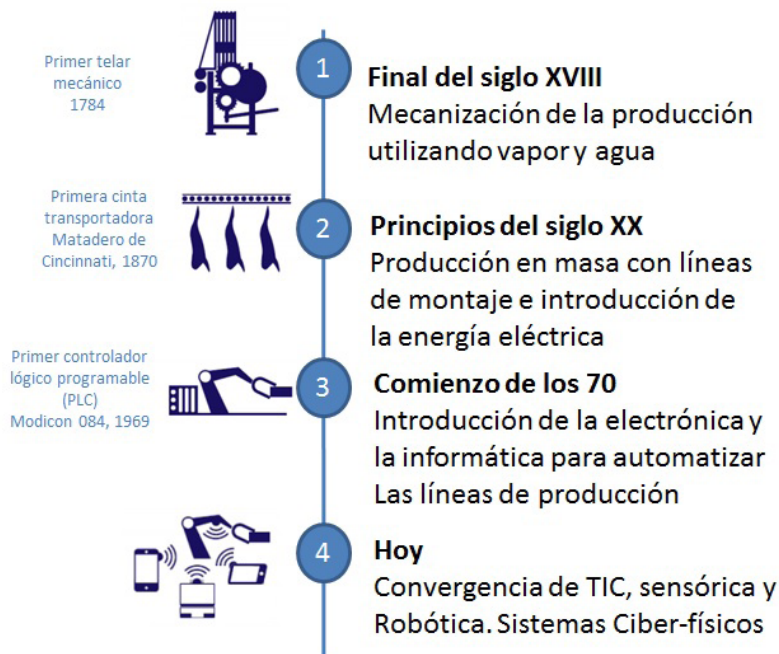 Primer telar
mecánico
1784
1
Final del siglo XVIII
Mecanización de la producción
utilizando vapor y agua
Primera cinta
transportadora
Matadero de
Cincinnati, 1870
2
Principios del siglo XX
Producción en masa con líneas
de montaje e introducción de
la energía eléctrica
Primer controlador
lógico programable
(PLC)
Modicon 084, 1969
3
Comienzo de los 70
Introducción de la electrónica y
la informática para automatizar
Las líneas de producción
4
Hoy
Convergencia de TIC, sensórica y
Robótica. Sistemas Ciber-físicos